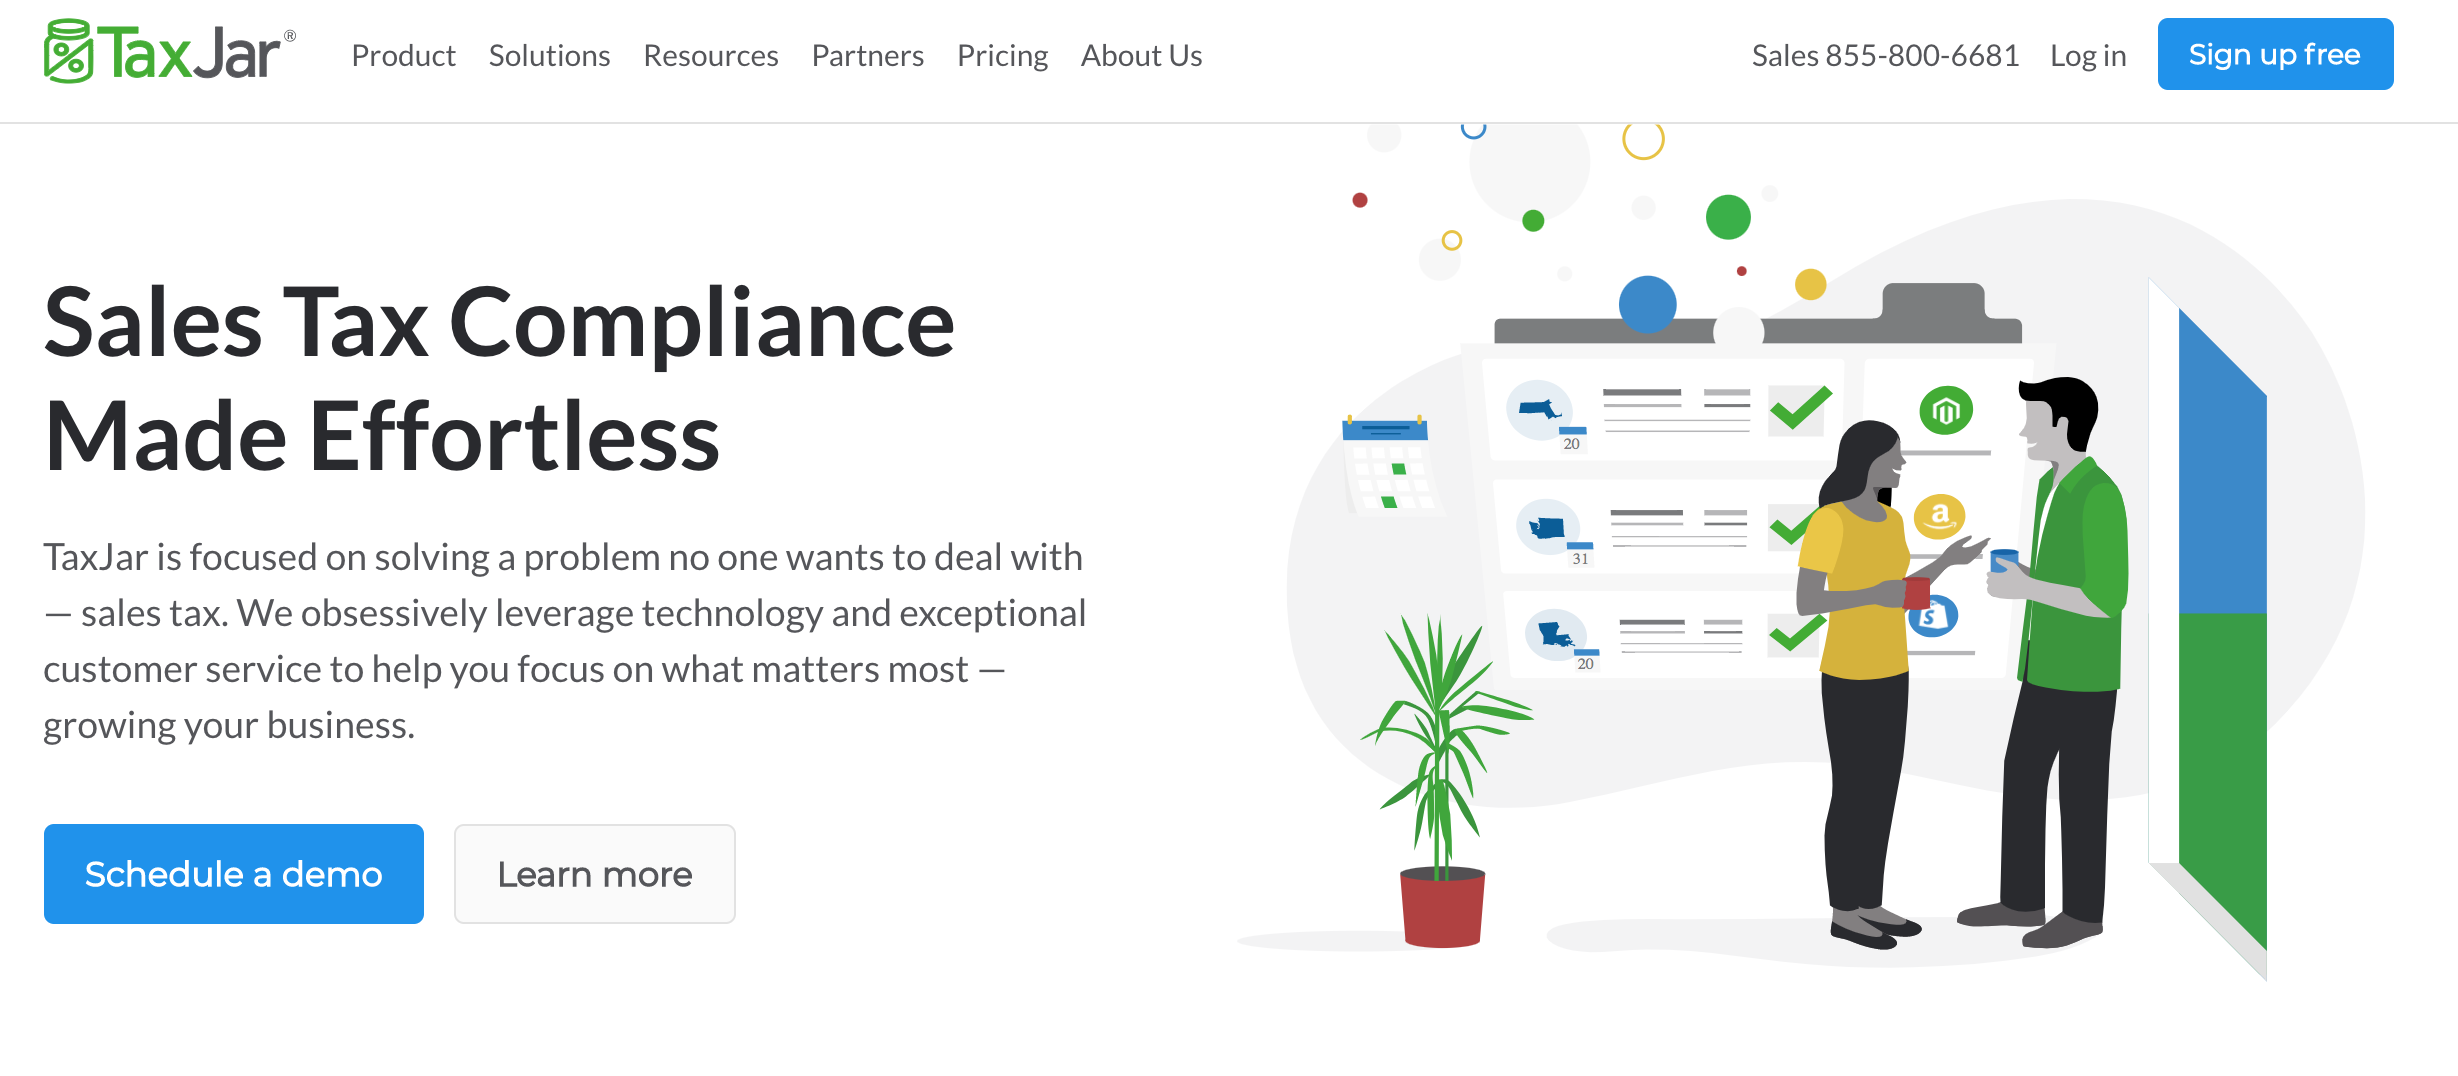 TaxJar®
Product Solutions Resources Partners Pricing About Us
Sales 855-800-6681 Log in Sign up free
Sales Tax Compliance
Made Effortless
TaxJar is focused on solving a problem no one wants to deal with
— sales tax. We obsessively leverage technology and exceptional
customer service to help you focus on what matters most —
growing your business.
Schedule a demo Learn more
20
a
31
S
20